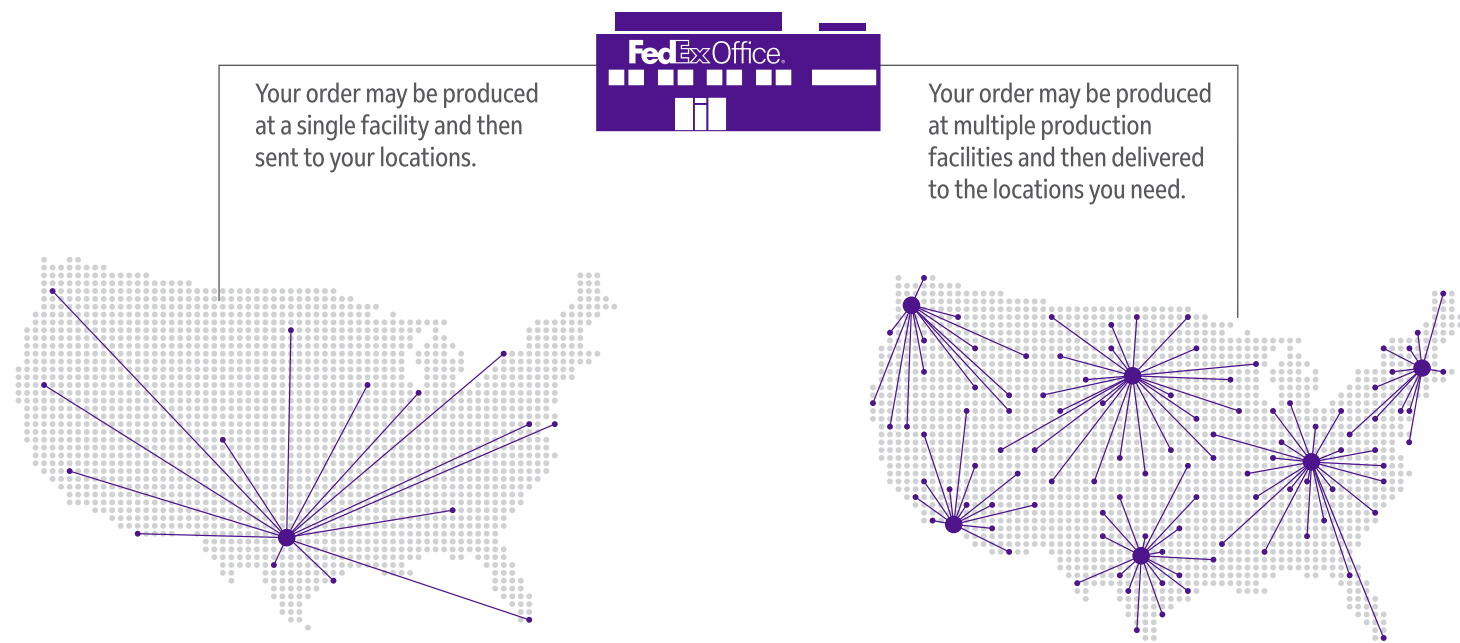 FedEx Office.
Your order may be produced
at a single facility and then
sent to your locations.
Your order may be produced
at multiple production
facilities and then delivered
to the locations you need.